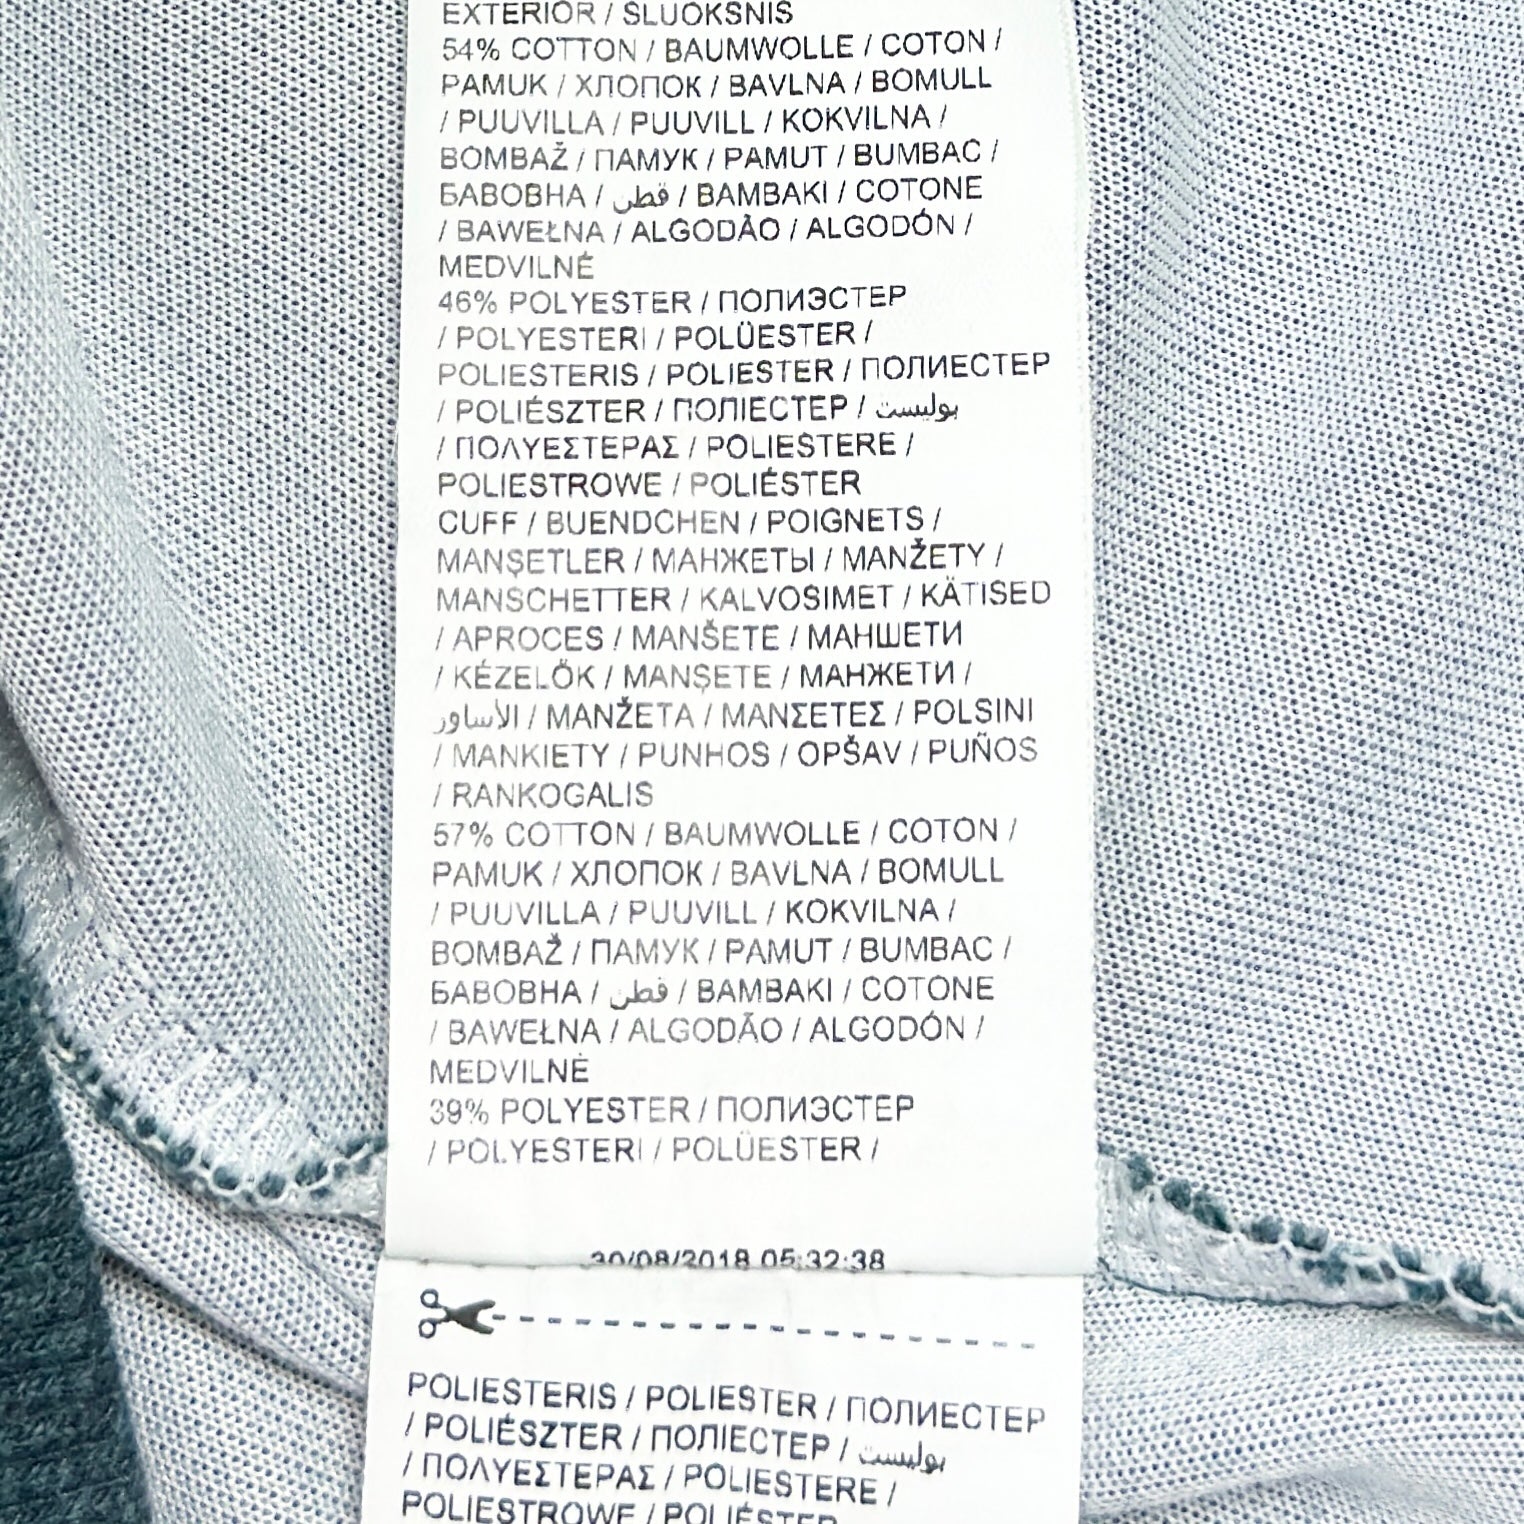 EXTERIOR / SLUOKSNIS
54% COTTON / BAUMWOLLE / COTON /
PAMUK / ХЛОПОК / BAVLNA / BOMULL
/ PUUVILLA / PUUVILL / KOKVILNA /
BOMBAŽ / ПАМУК / PAMUT / BUMBAC /
БАВОВНА / قطن / BAMBAKI / COTONE
/ BAWEŁNA / ALGODÃO / ALGODÓN /
MEDVILNĖ
46% POLYESTER / ПОЛИЭСТЕР
/ POLYESTERI / POLÜESTER /
POLIESTERIS / POLIESTER / ПОЛИЕСТЕР
/ POLIÉSZTER / ПОЛІЕСТЕР / بوليست
/ ΠΟΛΥΕΣΤΕΡΑΣ / POLIESTERE /
POLIESTROWE / POLIÉSTER
CUFF / BUENDCHEN / POIGNETS /
MANŞETLER / МАНЖЕТЫ / MANŽETY /
MANSCHETTER / KALVOSIMET / KÄTISED
/ APROCES / MANŠETE / МАНШЕТИ
/ KÉZELŐK / MANŞETE / МАНЖЕТИ /
الأساور / MANŽETA / ΜΑΝΣΕΤΕΣ / POLSINI
/ MANKIETY / PUNHOS / OPŠAV / PUÑOS
/ RANKOGALIS
57% COTTON / BAUMWOLLE / COTON /
PAMUK / ХЛОПОК / BAVLNA / BOMULL
/ PUUVILLA / PUUVILL / KOKVILNA /
BOMBAŽ / ПАМУК / PAMUT / BUMBAC /
БАВОВНА / قطن / BAMBAKI / COTONE
/ BAWEŁNA / ALGODÃO / ALGODÓN /
MEDVILNĖ
39% POLYESTER / ПОЛИЭСТЕР
/ POLYESTERI / POLÜESTER /
30/08/2018 05:32:38
POLIESTERIS / POLIESTER / ПОЛИЕСТЕР
/ POLIÉSZTER / ПОЛІЕСТЕР / بوليست
/ ΠΟΛΥΕΣΤΕΡΑΣ / POLIESTERE /
POLIESTROWE / POLIÉSTER